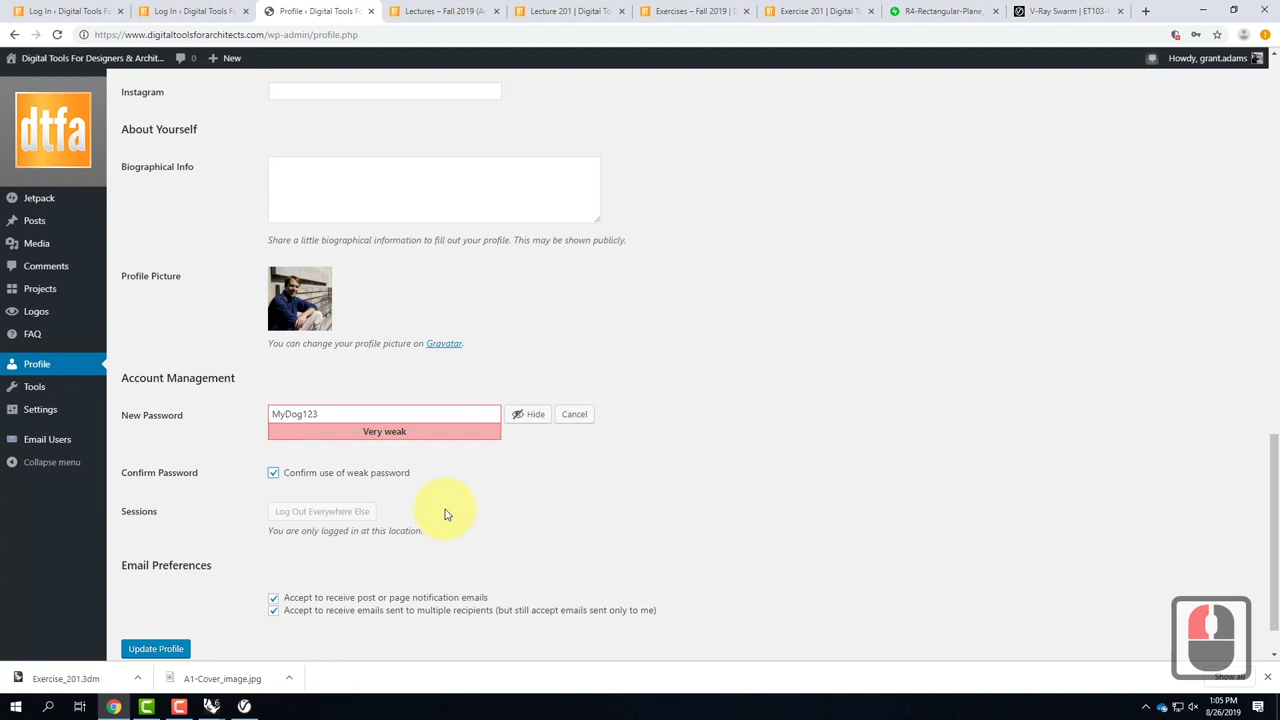 Log In ‹ Digital Tools Fo
Log In ‹ Digital Tools Fo
Profile ‹ Digital Tools For
Lectures – Fall 2019 (A
Lecture 201 | Digital To
Exercises – Fall 2019 | D
Exercise 201 | Digital T
R4-Rectangular-Plane_
V-Ray Swarm (ET103-
https://www.digitaltoolsforarchitects.com/wp-admin/profile.php
Digital Tools For Designers & Archit...
0
New
Howdy, grant.adams
dtfa
Instagram
About Yourself
Biographical Info
Share a little biographical information to fill out your profile. This may be shown publicly.
Jetpack
Posts
Media
Comments
Projects
Logos
FAQ
Profile
Tools
Settings
Email Users
Collapse menu
Profile Picture
You can change your profile picture on Gravatar.
Account Management
New Password
MyDog123
Hide
Cancel
Very weak
Confirm Password
Confirm use of weak password
Sessions
Log Out Everywhere Else
You are only logged in at this location.
Email Preferences
Accept to receive post or page notification emails
Accept to receive emails sent to multiple recipients (but still accept emails sent only to me)
Update Profile
Exercise_201.3dm
A1-Cover_image.jpg
Show all
1:05 PM
8/26/2019